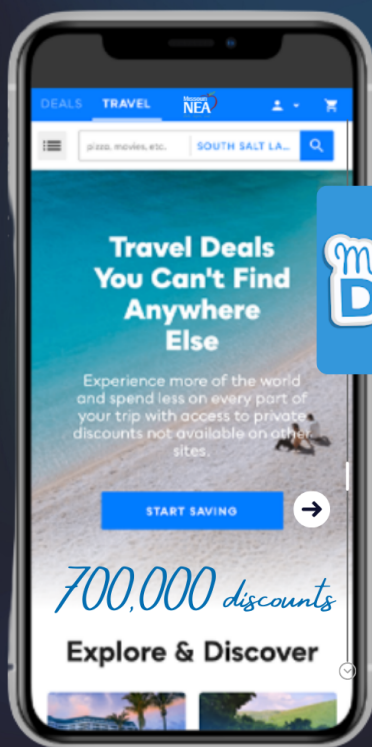 DEALS TRAVEL Missouri NEA
pizza, movies, etc. SOUTH SALT LA...
Travel Deals
You Can't Find
Anywhere
Else
Experience more of the world
and spend less on every part of
your trip with access to private
discounts not available on other
sites.
START SAVING
700,000 discounts
Explore & Discover